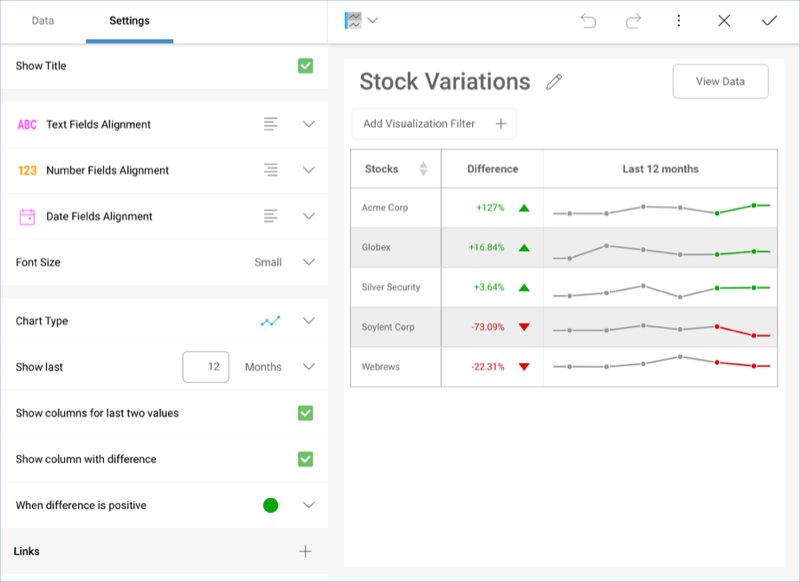 Data
Settings
Show Title
ABC Text Fields Alignment
123 Number Fields Alignment
Date Fields Alignment
Font Size Small
Chart Type
Show last 12 Months
Show columns for last two values
Show column with difference
When difference is positive
Links
Stock Variations
View Data
Add Visualization Filter
Stocks Difference Last 12 months
Acme Corp +127%
Globex +16.84%
Silver Security +3.64%
Soylent Corp -73.09%
Webrews -22.31%